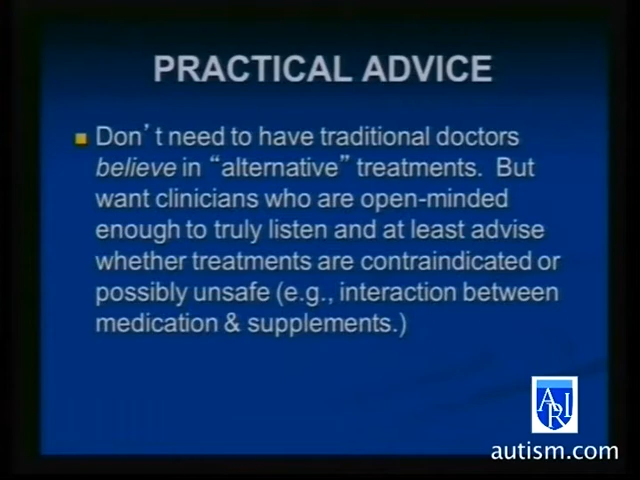 PRACTICAL ADVICE
Don't need to have traditional doctors
believe in “alternative” treatments. But
want clinicians who are open-minded
enough to truly listen and at least advise
whether treatments are contraindicated or
possibly unsafe (e.g., interaction between
medication & supplements.)
ARI
autism.com